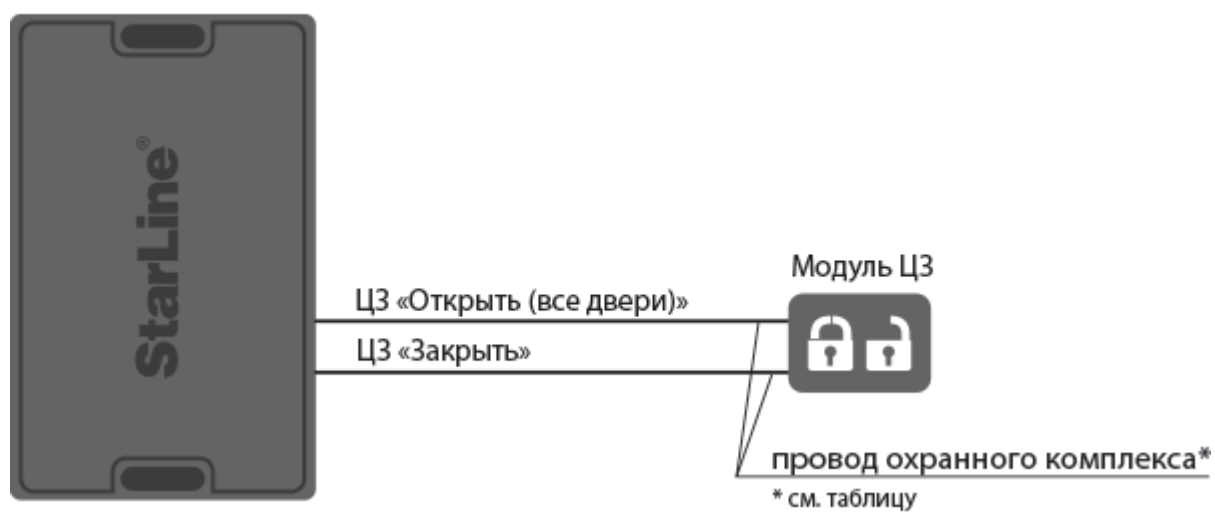 StarLine®
Модуль ЦЗ
ЦЗ «Открыть (все двери)»
ЦЗ «Закрыть»
провод охранного комплекса*
* см. таблицу